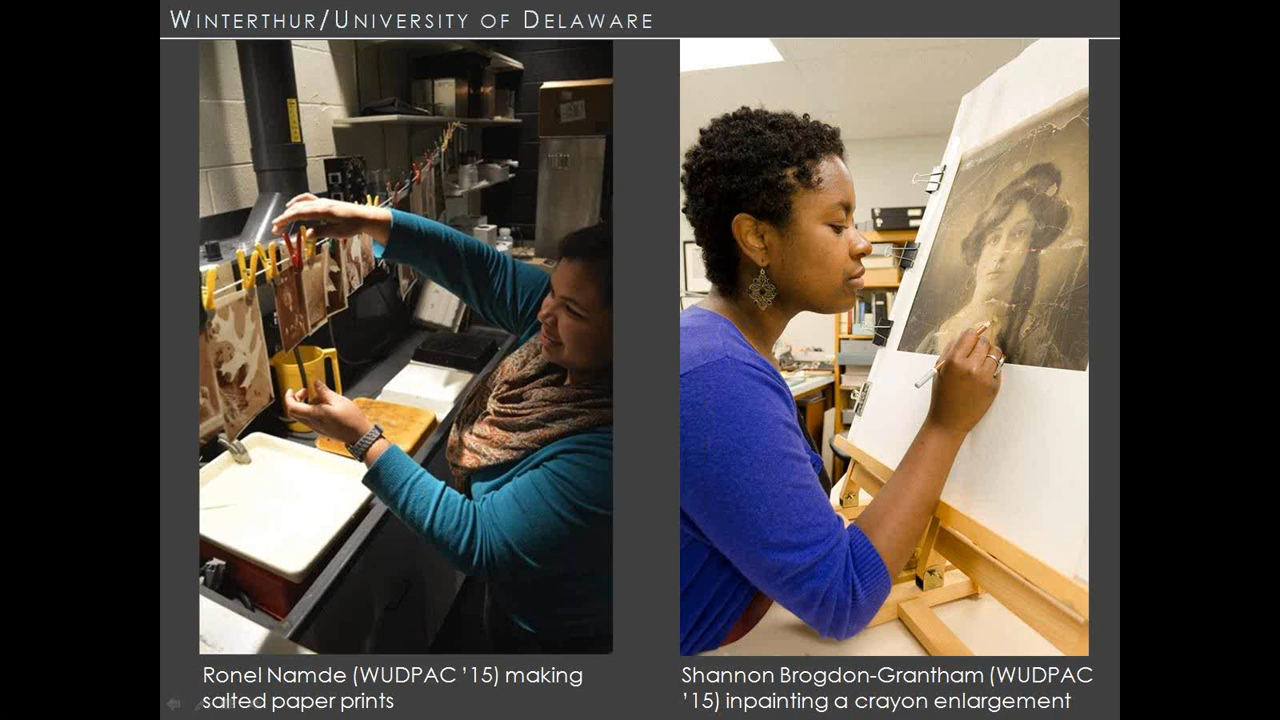 Winterthur/University of Delaware
Ronel Namde (WUDPAC ’15) making
salted paper prints
Shannon Brogdon-Grantham (WUDPAC
’15) inpainting a crayon enlargement